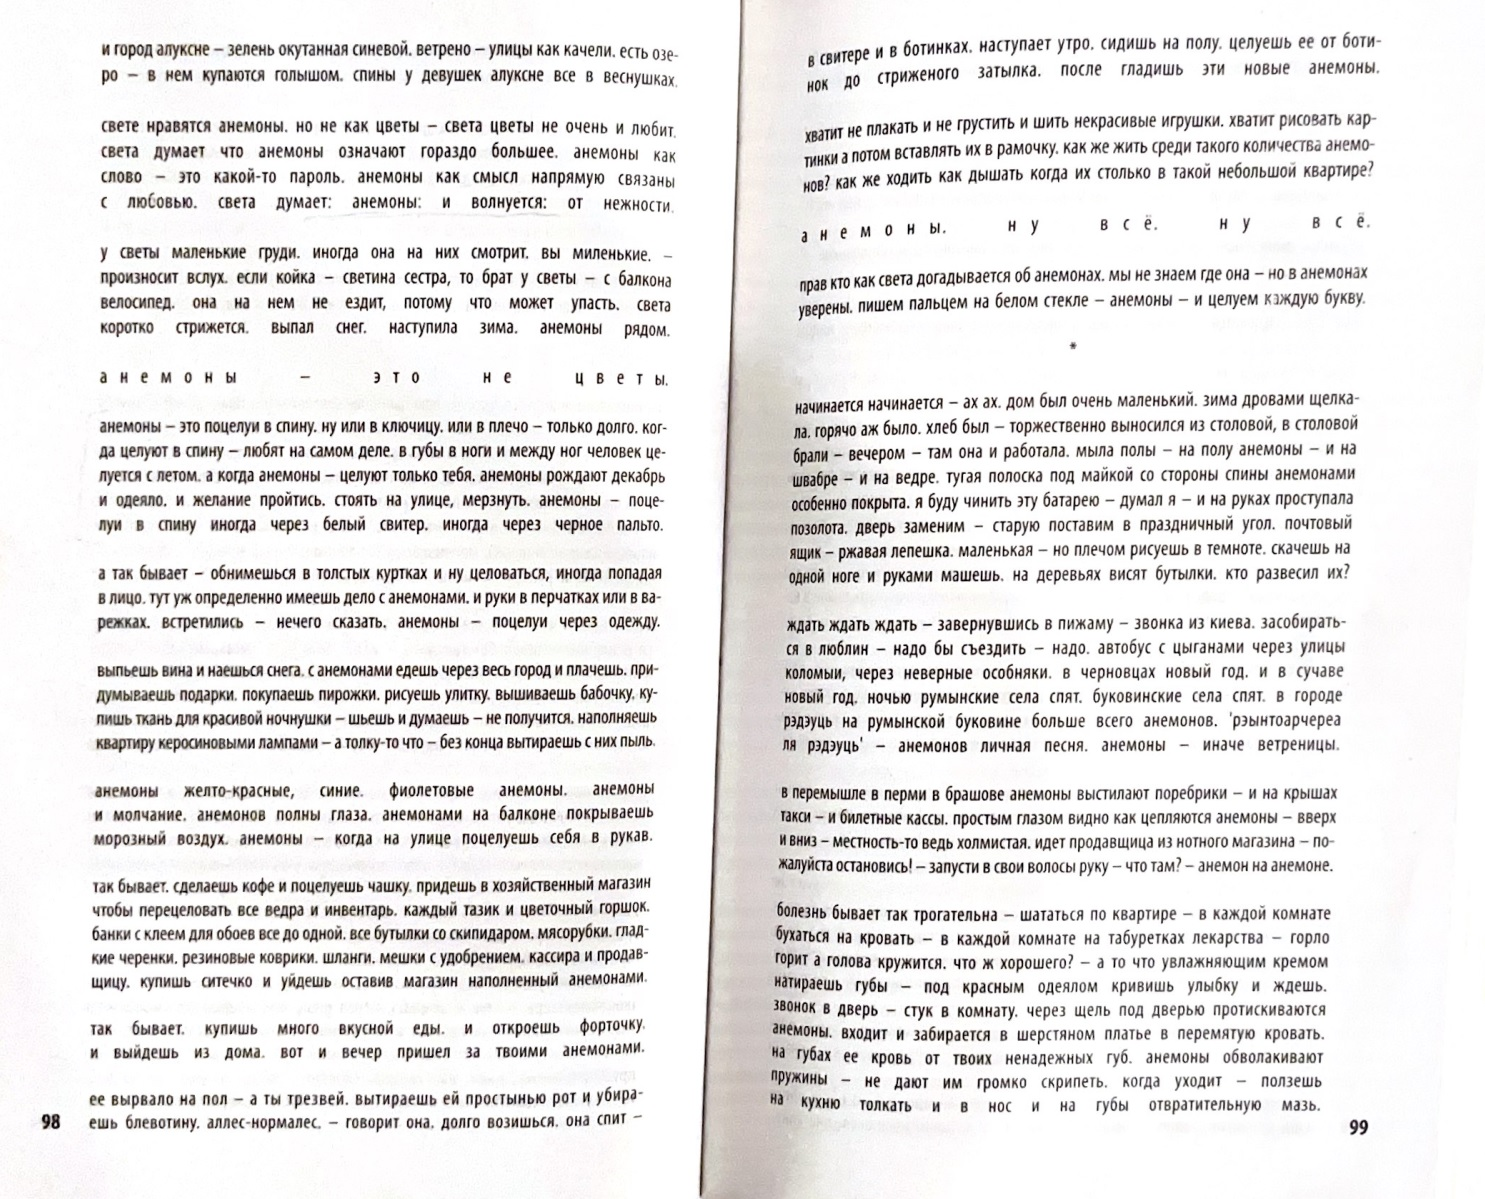 и город алуксне – зелень окутанная синевой. ветрено – улицы как качели. есть озе-
ро – в нем купаются голышом. спины у девушек алуксне все в веснушках.
свете нравятся анемоны. но не как цветы – света цветы не очень и любит.
света думает что анемоны означают гораздо большее. анемоны как
слово – это какой-то пароль. анемоны как смысл напрямую связаны
с любовью. света думает: анемоны: и волнуется: от нежности.
у светы маленькие груди. иногда она на них смотрит. вы миленькие. –
произносит вслух. если койка – светина сестра, то брат у светы – с балкона
велосипед. она на нем не ездит, потому что может упасть. света
коротко стрижется. выпал снег. наступила зима. анемоны рядом.
а н е м о н ы – э т о н е ц в е т ы.
анемоны – это поцелуи в спину. ну или в ключицу. или в плечо – только долго. ког-
да целуют в спину – любят на самом деле. в губы в ноги и между ног человек це-
луется с летом. а когда анемоны – целуют только тебя. анемоны рождают декабрь
и одеяло. и желание пройтись. стоять на улице, мерзнуть. анемоны – поце-
луи в спину иногда через белый свитер. иногда через черное пальто.
а так бывает – обнимешься в толстых куртках и ну целоваться, иногда попадая
в лицо. тут уж определенно имеешь дело с анемонами. и руки в перчатках или в ва-
режках. встретились – нечего сказать. анемоны – поцелуи через одежду.
выпьешь вина и наешься снега. с анемонами едешь через весь город и плачешь. при-
думываешь подарки. покупаешь пирожки. рисуешь улитку. вышиваешь бабочку. ку-
пишь ткань для красивой ночнушки – шьешь и думаешь – не получится. наполняешь
квартиру керосиновыми лампами – а толку-то что – без конца вытираешь с них пыль.
анемоны желто-красные, синие. фиолетовые анемоны. анемоны
и молчание. анемонов полны глаза. анемонами на балконе покрываешь
морозный воздух. анемоны – когда на улице поцелуешь себя в рукав.
так бывает. сделаешь кофе и поцелуешь чашку. придешь в хозяйственный магазин
чтобы перецеловать все ведра и инвентарь. каждый тазик и цветочный горшок.
банки с клеем для обоев все до одной. все бутылки со скипидаром. мясорубки. глад-
кие черенки. резиновые коврики. шланги. мешки с удобрением. кассира и продав-
щицу. купишь ситечко и уйдешь оставив магазин наполненный анемонами.
так бывает. купишь много вкусной еды. и откроешь форточку.
и выйдешь из дома. вот и вечер пришел за твоими анемонами.
ее вырвало на пол – а ты трезвей. вытираешь ей простынью рот и убира-
ешь блевотину. аллес-нормалес. – говорит она. долго возишься. она спит –
98
в свитере и в ботинках. наступает утро. сидишь на полу. целуешь ее от боти-
нок до стриженого затылка. после гладишь эти новые анемоны.
хватит не плакать и не грустить и шить некрасивые игрушки. хватит рисовать кар-
тинки а потом вставлять их в рамочку. как же жить среди такого количества анемо-
нов? как же ходить как дышать когда их столько в такой небольшой квартире?
а н е м о н ы. н у в с ё. н у в с ё.
прав кто как света догадывается об анемонах. мы не знаем где она – но в анемонах
уверены. пишем пальцем на белом стекле – анемоны – и целуем каждую букву.
*
начинается начинается – ах ах. дом был очень маленький. зима дровами щелка-
ла. горячо аж было. хлеб был – торжественно выносился из столовой, в столовой
брали – вечером – там она и работала. мыла полы – на полу анемоны – и на
швабре – и на ведре. тугая полоска под майкой со стороны спины анемонами
особенно покрыта. я буду чинить эту батарею – думал я – и на руках проступала
позолота. дверь заменим – старую поставим в праздничный угол. почтовый
ящик – ржавая лепешка. маленькая – но плечом рисуешь в темноте. скачешь на
одной ноге и руками машешь. на деревьях висят бутылки. кто развесил их?
ждать ждать ждать – завернувшись в пижаму – звонка из киева. засобирать-
ся в люблин – надо бы съездить – надо. автобус с цыганами через улицы
коломыи, через неверные особняки. в черновцах новый год. и в сучаве
новый год. ночью румынские села спят. буковинские села спят. в городе
рэдэуць на румынской буковине больше всего анемонов. 'рэынтоарчереа
ля рэдэуць' – анемонов личная песня. анемоны – иначе ветреницы.
в перемышле в перми в брашове анемоны выстилают поребрики – и на крышах
такси – и билетные кассы. простым глазом видно как цепляются анемоны – вверх
и вниз – местность-то ведь холмистая. идет продавщица из нотного магазина – по-
жалуйста остановись! – запусти в свои волосы руку – что там? – анемон на анемоне.
болезнь бывает так трогательна – шататься по квартире – в каждой комнате
бухаться на кровать – в каждой комнате на табуретках лекарства – горло
горит а голова кружится. что ж хорошего? – а то что увлажняющим кремом
натираешь губы – под красным одеялом кривишь улыбку и ждешь.
звонок в дверь – стук в комнату. через щель под дверью протискиваются
анемоны. входит и забирается в шерстяном платье в перемятую кровать.
на губах ее кровь от твоих ненадежных губ. анемоны обволакивают
пружины – не дают им громко скрипеть. когда уходит – ползешь
на кухню толкать и в нос и на губы отвратительную мазь.
99